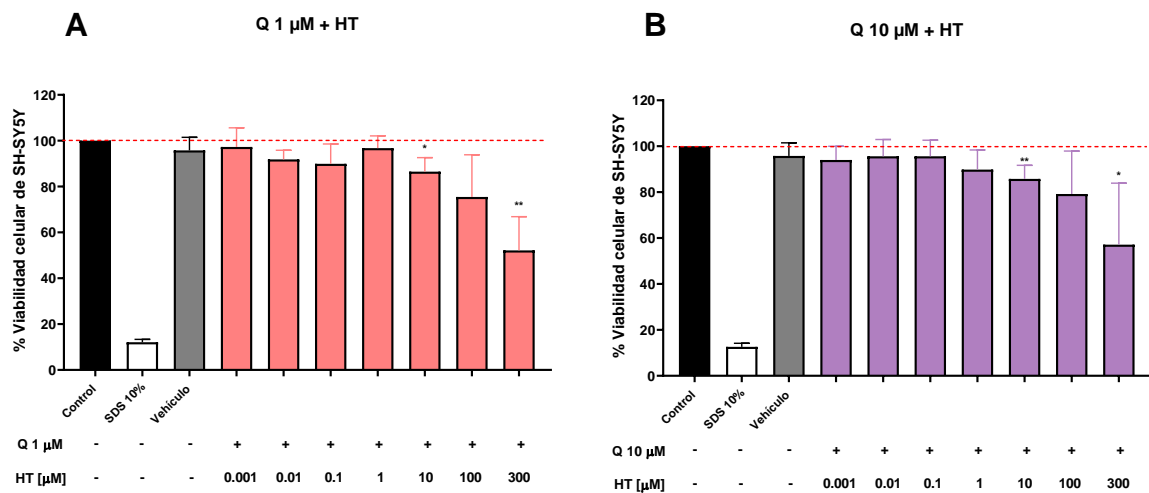 A
Q 1 µM + HT
% Viabilidad celular de SH-SY5Y
120
100
80
60
40
20
0
*
**
Control
SDS 10%
Vehículo
Q 1 µM - - - + + + + + + +
HT [µM] - - - 0.001 0.01 0.1 1 10 100 300
B
Q 10 µM + HT
% Viabilidad celular de SH-SY5Y
120
100
80
60
40
20
0
**
*
Control
SDS 10%
Vehículo
Q 10 µM - - - + + + + + + +
HT [µM] - - - 0.001 0.01 0.1 1 10 100 300